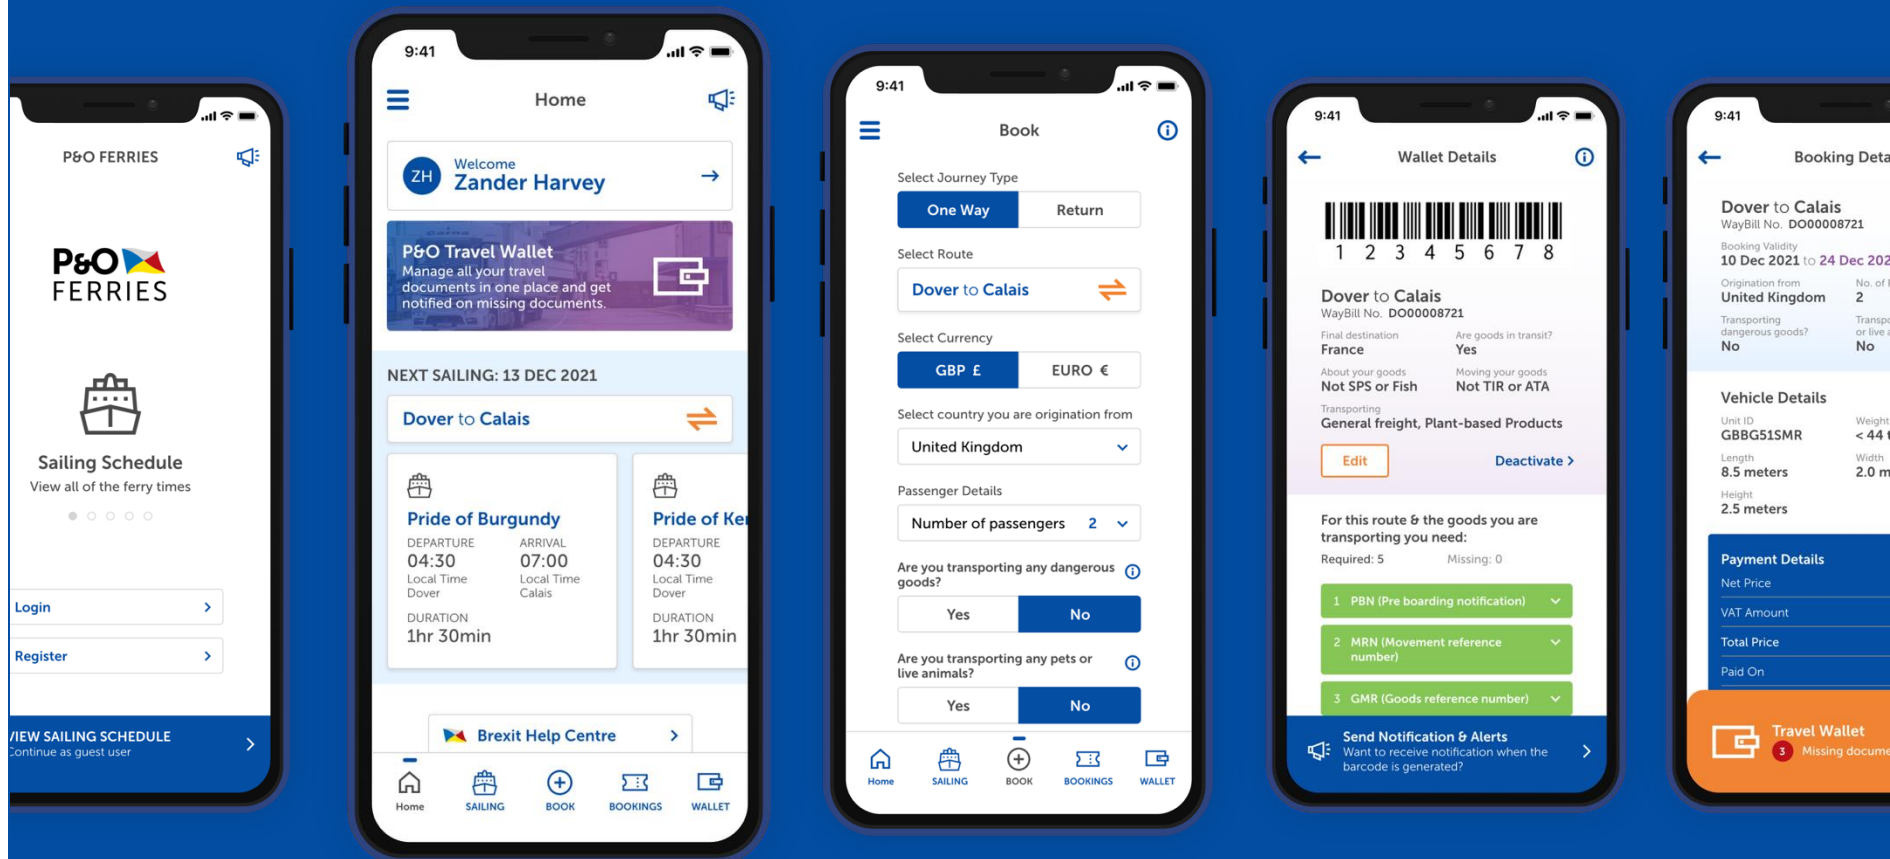 P&O FERRIES
P&O
FERRIES
Sailing Schedule
View all of the ferry times
Login
Register
VIEW SAILING SCHEDULE
Continue as guest user
9:41
Home
ZH
Welcome
Zander Harvey
P&O Travel Wallet
Manage all your travel
documents in one place and get
notified on missing documents.
NEXT SAILING: 13 DEC 2021
Dover to Calais
Pride of Burgundy
DEPARTURE ARRIVAL
04:30 07:00
Local Time Local Time
Dover Calais
DURATION
1hr 30min
Pride of
DEPARTURE
04:30
Local Time
Dover
DURATION
1hr 30min
Brexit Help Centre
Home SAILING BOOK BOOKINGS WALLET
9:41
Book
Select Journey Type
One Way Return
Select Route
Dover to Calais
Select Currency
GBP £ EURO €
Select country you are origination from
United Kingdom
Passenger Details
Number of passengers 2
Are you transporting any dangerous
goods?
Yes No
Are you transporting any pets or
live animals?
Yes No
Home SAILING BOOK BOOKINGS WALLET
9:41
Wallet Details
1 2 3 4 5 6 7 8
Dover to Calais
WayBill No. DO00008721
Final destination Are goods in transit?
France Yes
About your goods Moving your goods
Not SPS or Fish Not TIR or ATA
Transporting
General freight, Plant-based Products
Edit Deactivate
For this route & the goods you are
transporting you need:
Required: 5 Missing: 0
1 PBN (Pre boarding notification)
2 MRN (Movement reference
number)
3 GMR (Goods reference number)
Send Notification & Alerts
Want to receive notification when the
barcode is generated?
9:41
Booking
Dover to Calais
WayBill No. DO00008721
Booking Validity
10 Dec 2021 to 24 Dec
Origination from No. of
United Kingdom 2
Transporting
dangerous goods? or live
No No
Vehicle Details
Unit ID Weight
GBBG51SMR < 44
Length Width
8.5 meters 2.0
Height
2.5 meters
Payment Details
Net Price
VAT Amount
Total Price
Paid On
Travel Wallet
3 Missing